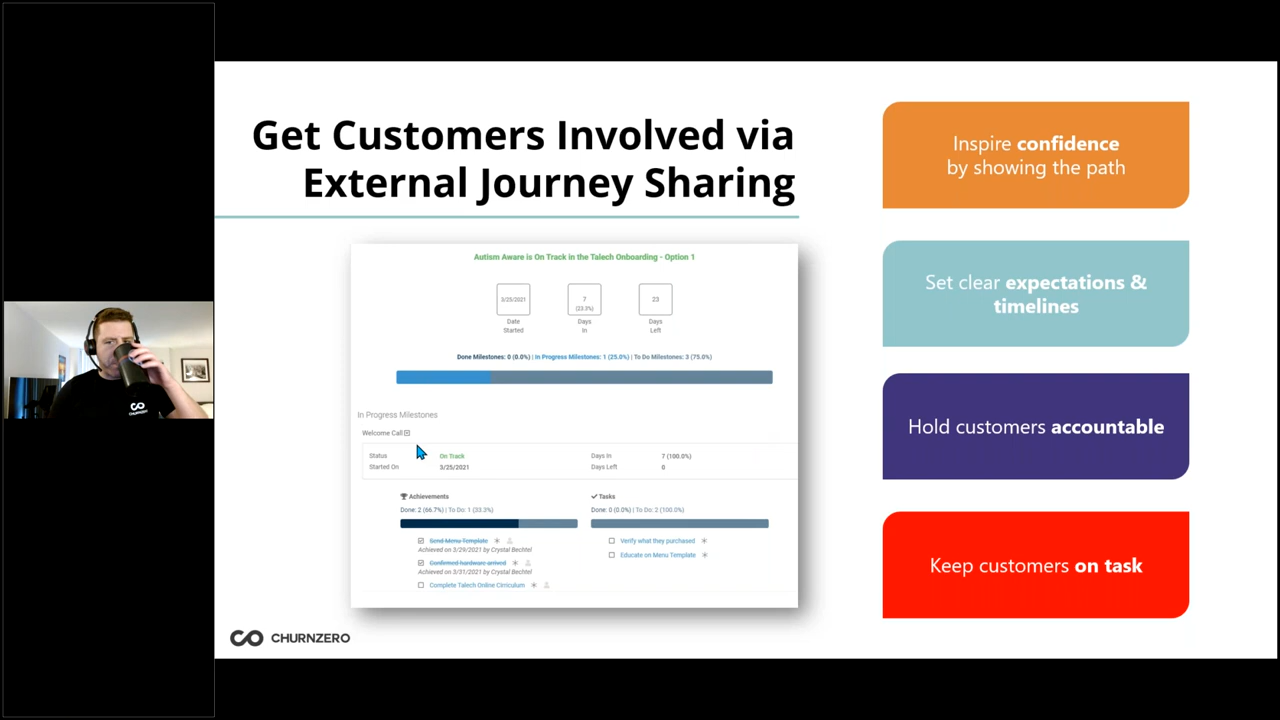 Get Customers Involved via
External Journey Sharing
Autism Aware is On Track in the Talech Onboarding - Option 1
3/25/2021
7
(23.3%)
23
Date
Started
Days
In
Days
Left
Done Milestones: 0 (0.0%) | In Progress Milestones: 1 (25.0%) | To Do Milestones: 3 (75.0%)
In Progress Milestones
Welcome Call
Status On Track Days In 7 (100.0%)
Started On 3/25/2021 Days Left 0
Achievements
Done: 2 (66.7%) | To Do: 1 (33.3%)
Send Menu Template
Achieved on 3/29/2021 by Crystal Bechtel
Confirmed hardware arrived
Achieved on 3/31/2021 by Crystal Bechtel
Complete Talech Online Cirriculum
Tasks
Done: 0 (0.0%) | To Do: 2 (100.0%)
Verify what they purchased
Educate on Menu Template
Inspire confidence
by showing the path
Set clear expectations &
timelines
Hold customers accountable
Keep customers on task
CHURNZERO
CHURNZERO